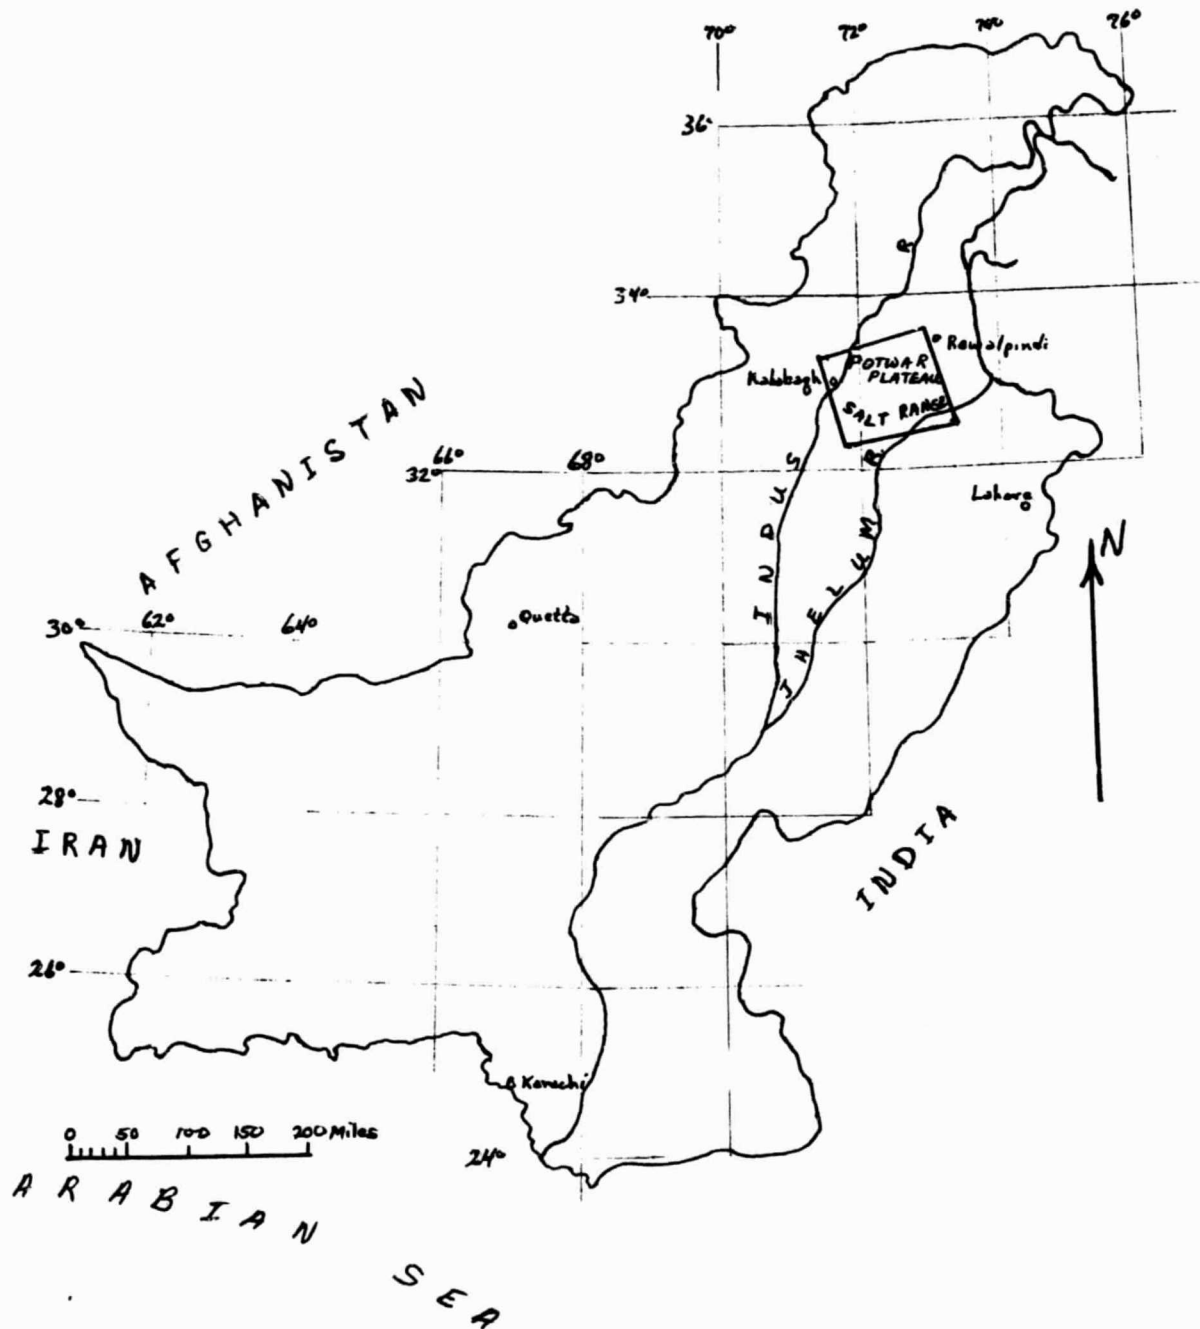 70° 72° 74° 76°
36°
R
34°
Rawalpindi
Kalabagh
POTWAR
PLATEAU
SALT RANGE
AFGHANISTAN
66° 68°
32°
Lahore
INDUS
JHELUM R
N
30° 62° 64°
Quetta
28°
IRAN
INDIA
26°
Karachi
0 50 100 150 200 Miles
24°
ARABIAN SEA